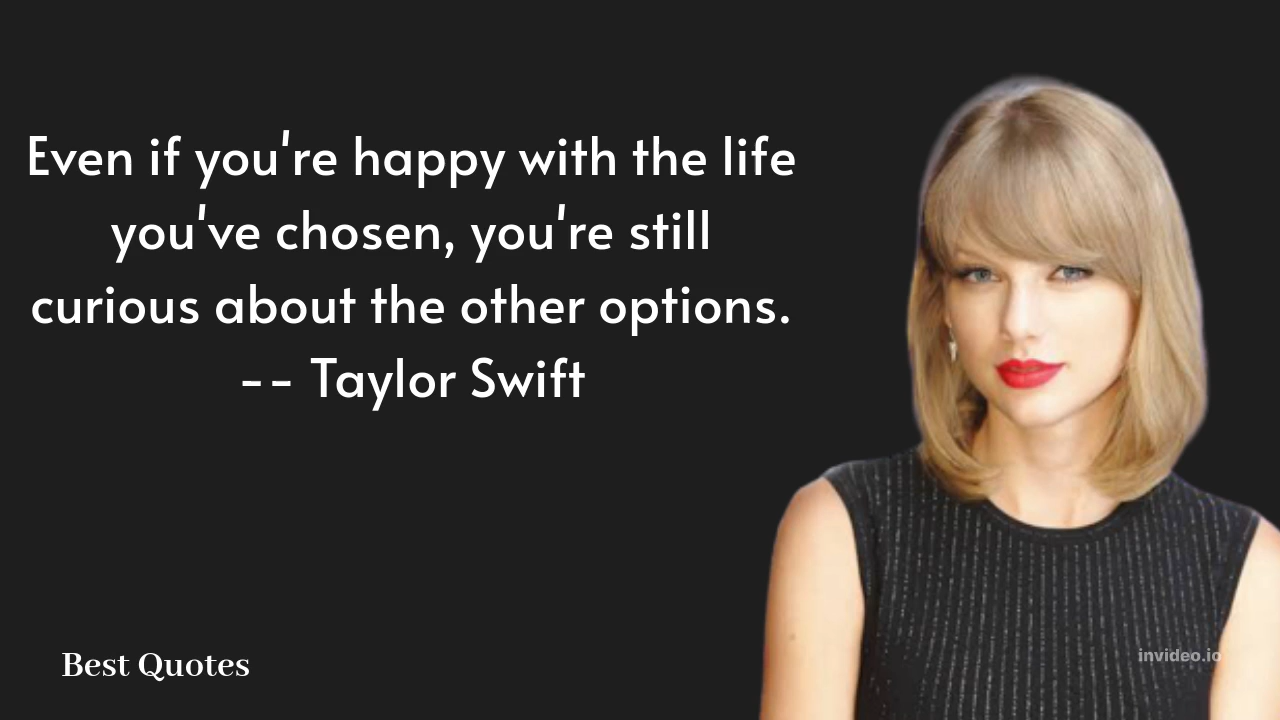 Even if you're happy with the life
you've chosen, you're still
curious about the other options.
-- Taylor Swift
Best Quotes
invideo.io